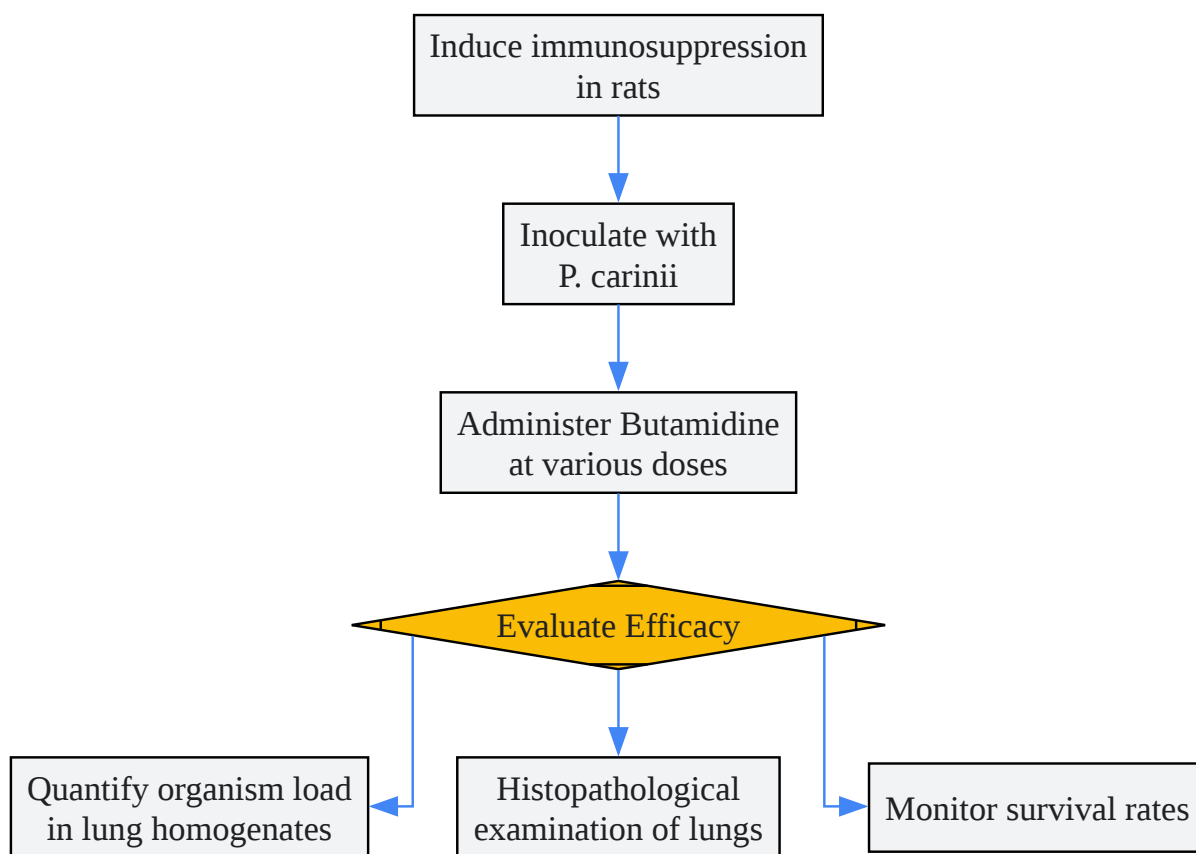 Induce immunosuppression
in rats
Inoculate with
P. carinii
Administer Butamidine
at various doses
Evaluate Efficacy
Quantify organism load
in lung homogenates
Histopathological
examination of lungs
Monitor survival rates